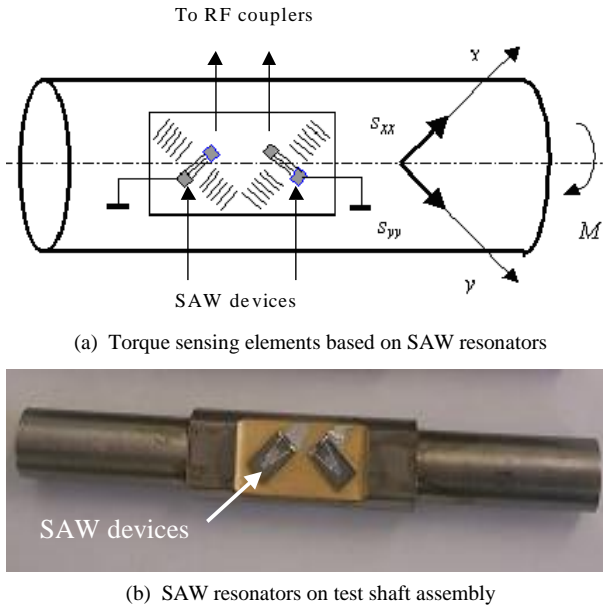 To RF couplers
x
s_xx
M
s_yy
y
SAW devices
(a) Torque sensing elements based on SAW resonators
SAW devices
(b) SAW resonators on test shaft assembly